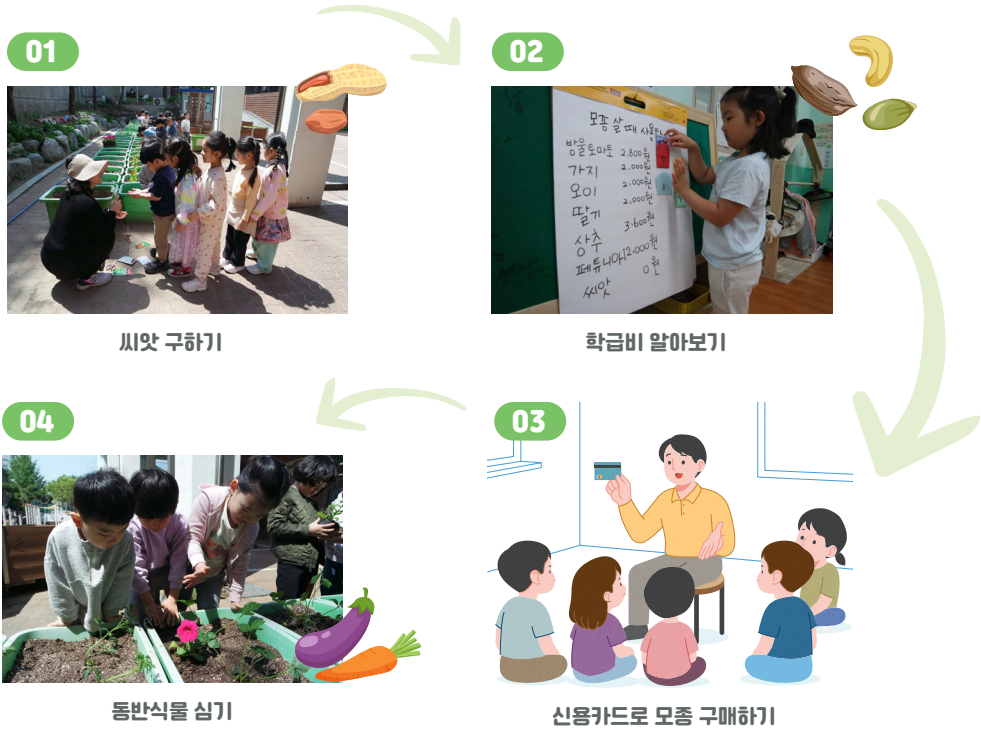 01
씨앗 구하기
02
모종 살 때
방울토마토 2.800원
가지 2.000원
오이 2.000원
딸기 2.000원
상추 3.600원
페튜니아 2.000원
씨앗 0원
학급비 알아보기
03
신용카드로 모종 구매하기
04
동반식물 심기